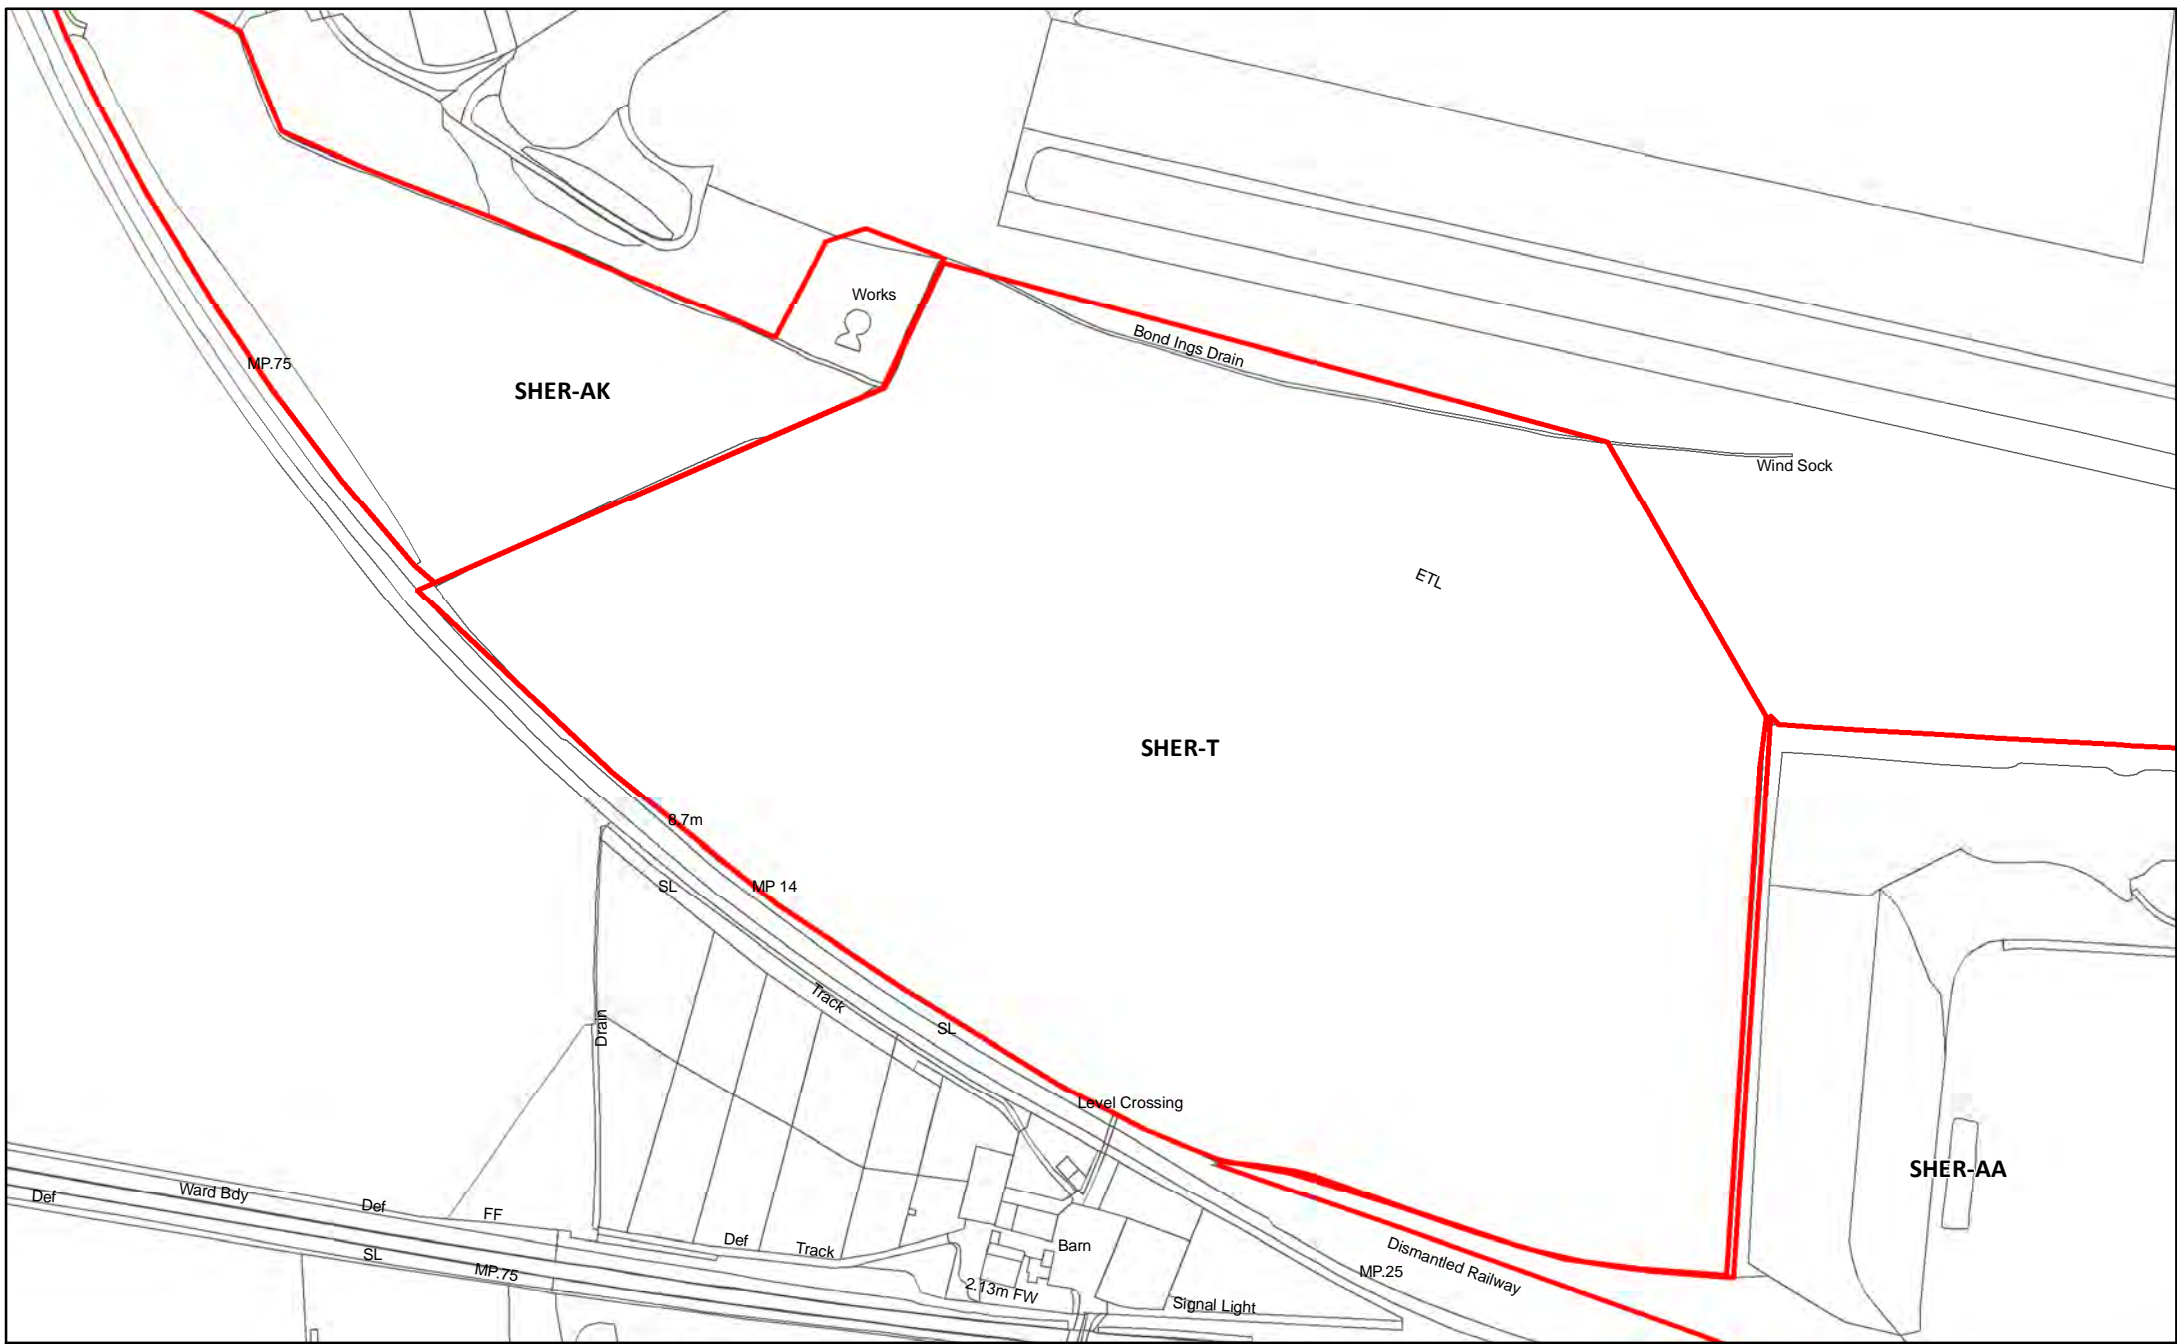 Works
Bond Ings Drain
MP.75
SHER-AK
Wind Sock
ETL
SHER-T
8.7m
SL
MP 14
Track
Drain
SL
Level Crossing
SHER-AA
Ward Bdy
Def
Def
FF
Def
Track
Barn
Dismantled Railway
SL
MP.75
2.13m FW
MP.25
Signal Light